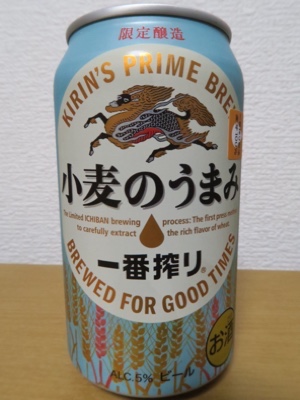 限定醸造
KIRIN'S PRIME BREW
小麦のうまみ
The Limited ICHIBAN brewing process: The first press
to carefully extract the rich flavor of wheat.
一番搾り®
BREWED FOR GOOD TIMES
お酒
ALC.5% ビール